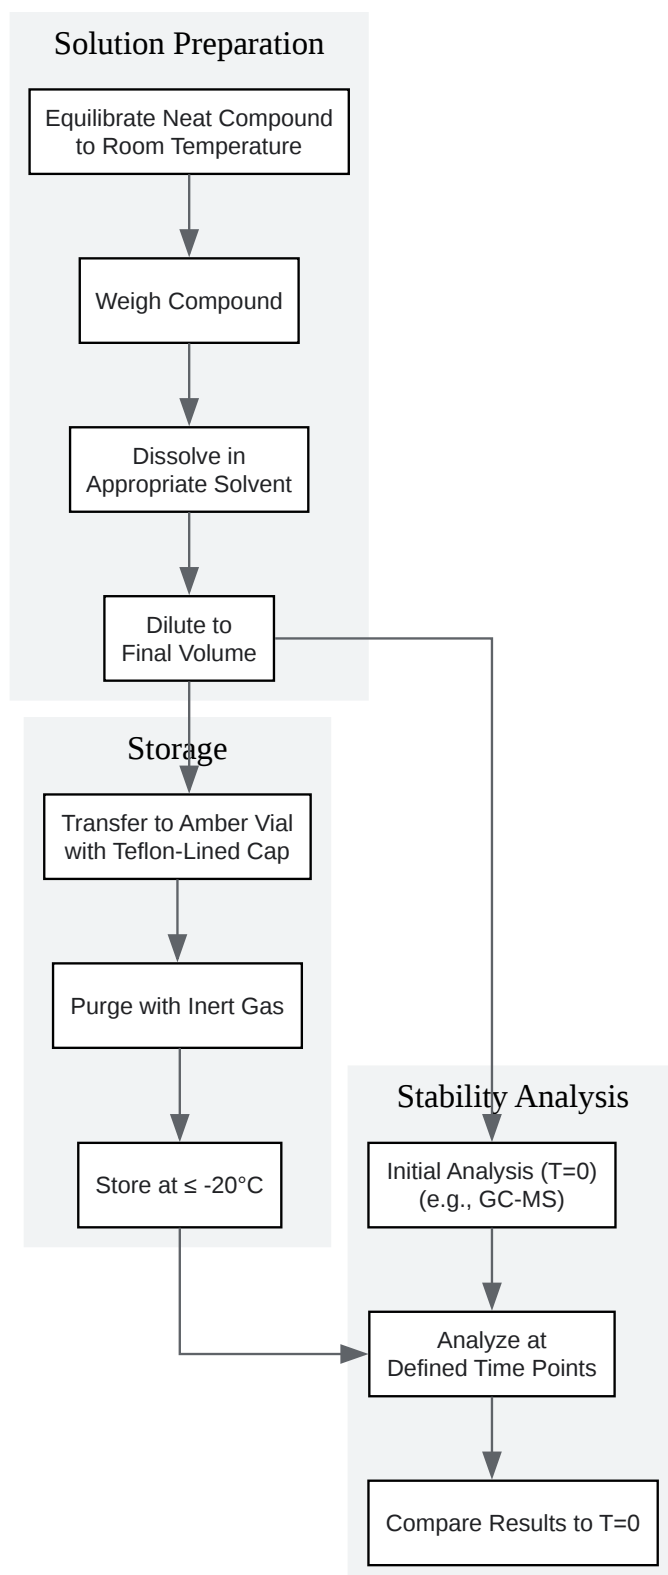 Solution Preparation
Equilibrate Neat Compound
to Room Temperature
Weigh Compound
Dissolve in
Appropriate Solvent
Dilute to
Final Volume
Storage
Transfer to Amber Vial
with Teflon-Lined Cap
Purge with Inert Gas
Store at ≤ -20°C
Stability Analysis
Initial Analysis (T=0)
(e.g., GC-MS)
Analyze at
Defined Time Points
Compare Results to T=0